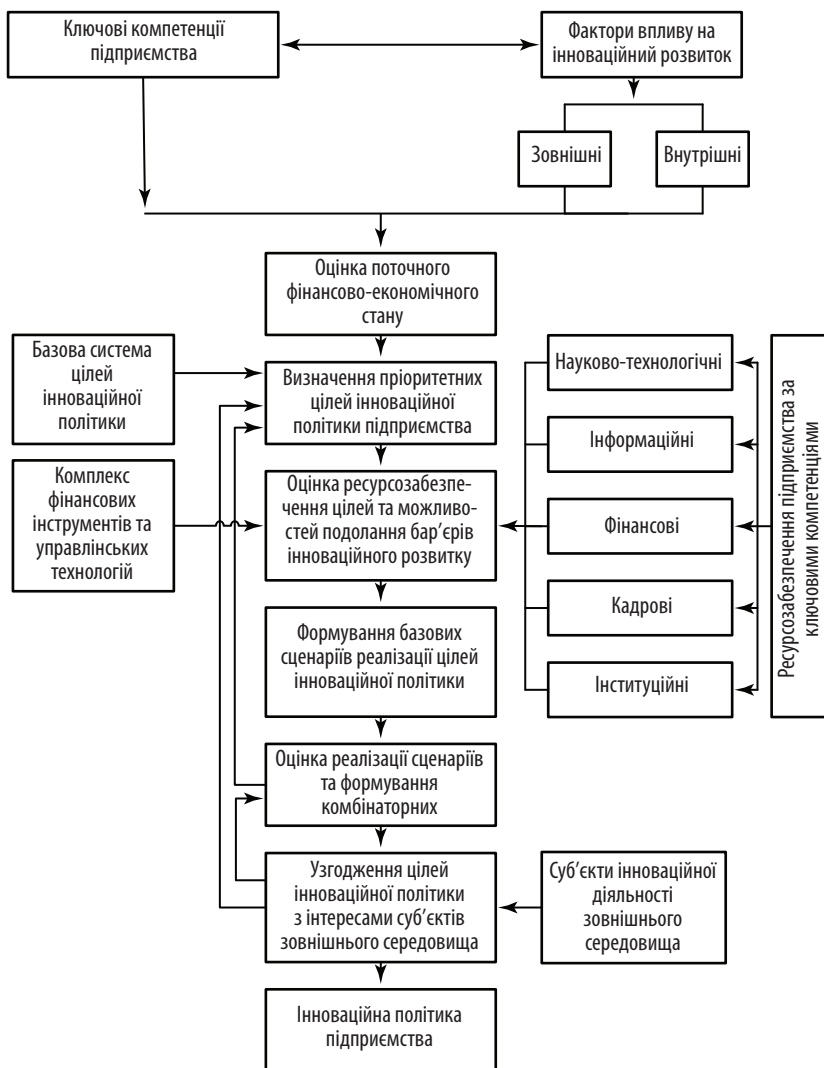 Ключові компетенції
підприємства
Фактори впливу на
інноваційний розвиток
Зовнішні
Внутрішні
Оцінка поточного
фінансово-економічного
стану
Базова система
цілей
інноваційної
політики
Визначення пріоритетних
цілей інноваційної
політики підприємства
Комплекс
фінансових
інструментів та
управлінських
технологій
Оцінка ресурсозабезпе-
чення цілей та можливо-
стей подолання бар’єрів
інноваційного розвитку
Науково-технологічні
Інформаційні
Фінансові
Кадрові
Інституційні
Ресурсозабезпечення підприємства за
ключовими компетенціями
Формування базових
сценаріїв реалізації цілей
інноваційної політики
Оцінка реалізації сценаріїв
та формування
комбінаторних
Узгодження цілей
інноваційної політики
з інтересами суб’єктів
зовнішнього середовища
Суб’єкти інноваційної
діяльності
зовнішнього
середовища
Інноваційна політика
підприємства